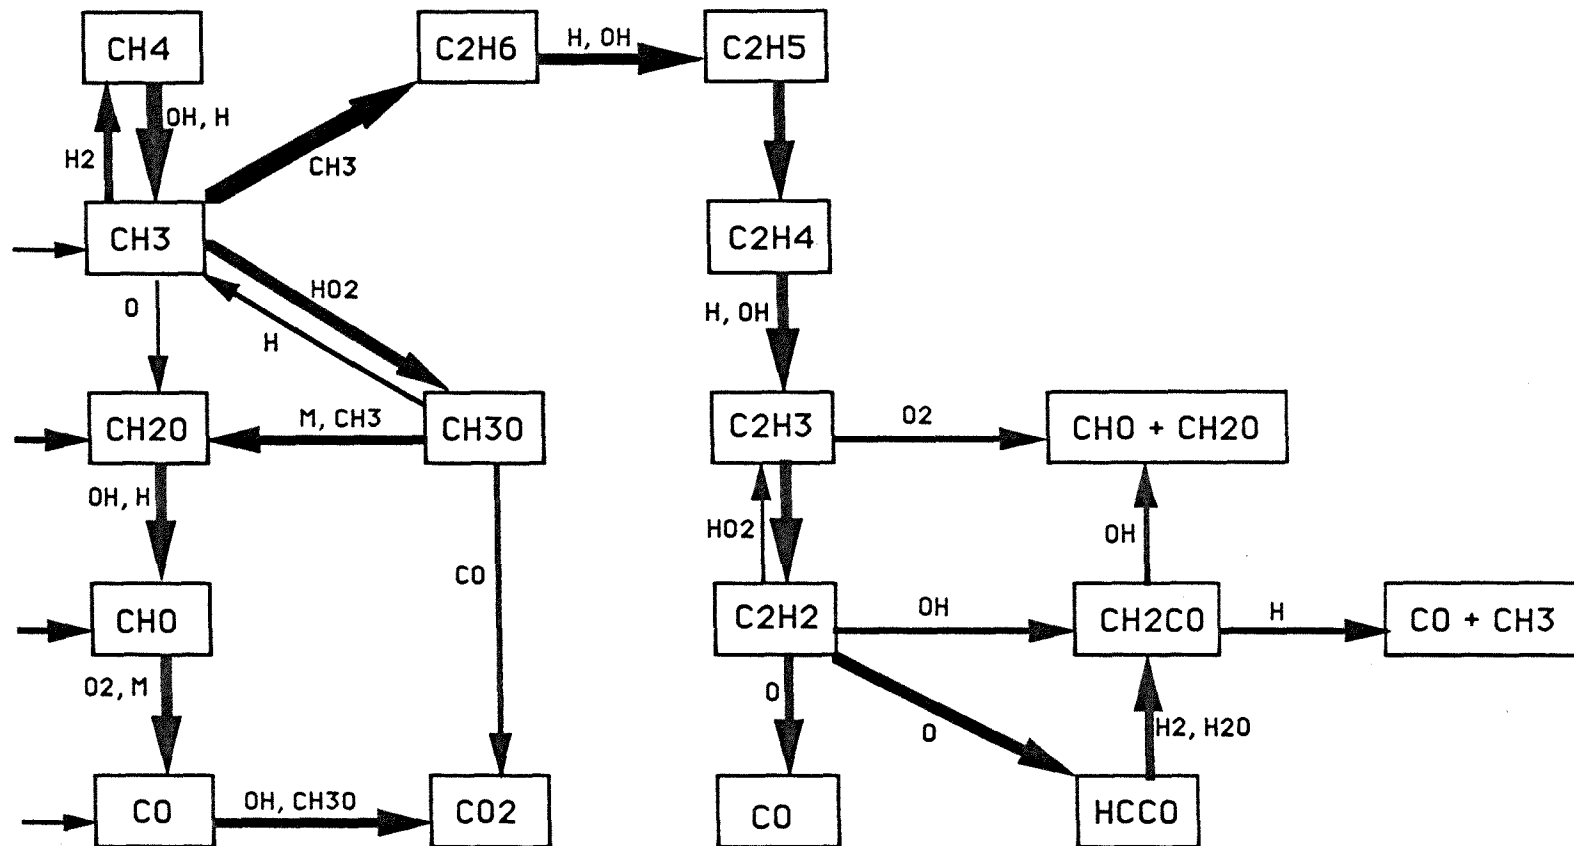 CH4
C2H6
H, OH
C2H5
OH, H
H2
CH3
CH3
C2H4
HO2
O
H
H, OH
CH2O
M, CH3
CH3O
C2H3
O2
CHO + CH2O
OH, H
HO2
OH
CO
CHO
C2H2
OH
CH2CO
H
CO + CH3
O2, M
O
O
H2, H2O
CO
OH, CH3O
CO2
CO
HCCO